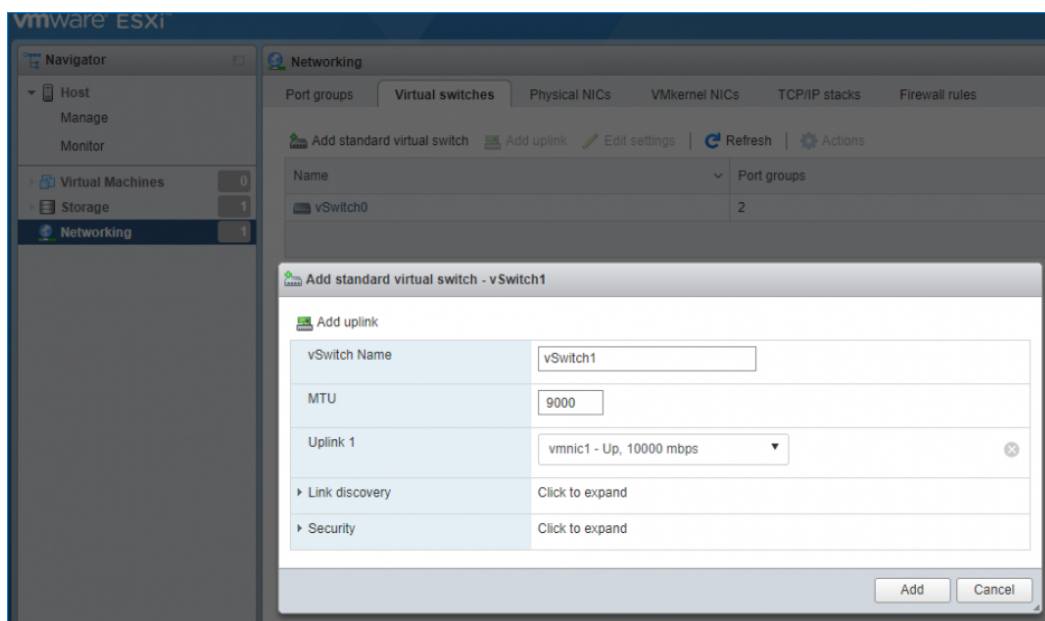 vmware ESXi™
Navigator
Networking
Host
Manage
Monitor
Virtual Machines 0
Storage 1
Networking 1
Port groups Virtual switches Physical NICs VMkernel NICs TCP/IP stacks Firewall rules
Add standard virtual switch Add uplink Edit settings Refresh Actions
Name Port groups
vSwitch0 2
Add standard virtual switch - vSwitch1
Add uplink
vSwitch Name vSwitch1
MTU 9000
Uplink 1 vmnic1 - Up, 10000 mbps
Link discovery Click to expand
Security Click to expand
Add Cancel